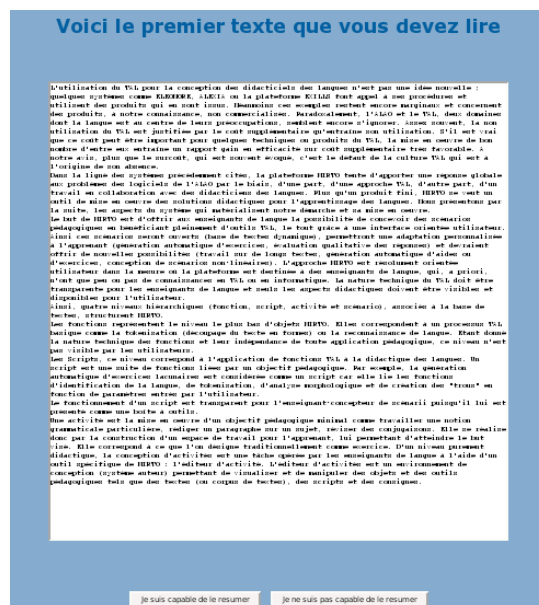 Voici le premier texte que vous devez lire
L'utilisation du TAL pour la conception des didacticiels des langues n'est pas une idée nouvelle ;
quelques systèmes comme ELEONORE, ALEXIA ou la plateforme EXILLS font appel à ses procédures et
utilisent des produits qui en sont issus. Néanmoins ces exemples restent encore marginaux et concernent
des produits, à notre connaissance, non commercialisés. Paradoxalement, l'ALAO et le TAL, deux domaines
dont la langue est au centre de leurs préoccupations, semblent encore s'ignorer. Assez souvent, la non
utilisation du TAL est justifiée par le coût supplémentaire qu'entraîne son utilisation. S'il est vrai
que ce coût peut être important pour quelques techniques ou produits du TAL, la mise en oeuvre de bon
nombre d'entre eux entraîne un rapport gain en efficacité sur coût supplémentaire très favorable. A
notre avis, plus que le surcoût, qui est souvent évoqué, c'est le défaut de la culture TAL qui est à
l'origine de son absence.
Dans la ligne des systèmes précédemment cités, la plateforme MIRTO tente d'apporter une réponse globale
aux problèmes des logiciels de l'ALAO par le biais, d'une part, d'une approche TAL, d'autre part, d'un
travail en collaboration avec des didacticiens des langues. Plus qu'un produit fini, MIRTO se veut un
outil de mise en oeuvre des solutions didactiques pour l'apprentissage des langues. Nous présentons par
la suite, les aspects du système qui matérialisent notre démarche et sa mise en oeuvre.
Le but de MIRTO est d'offrir aux enseignants de langue la possibilité de concevoir des scénarios
pédagogiques en bénéficiant pleinement d'outils TAL, le tout grâce à une interface orientée utilisateur.
Ainsi ces scénarios seront ouverts (base de textes dynamique), permettront une adaptation personnalisée
à l'apprenant (génération automatique d'exercices, évaluation qualitative des réponses) et devraient
offrir de nouvelles possibilités (travail sur de longs textes, génération automatique d'aides ou
d'exercices, conception de scénarios non-linéaires). L'approche MIRTO est résolument orientée
utilisateur dans la mesure où la plateforme est destinée à des enseignants de langue, qui, a priori,
n'ont que peu ou pas de connaissances en TAL ou en informatique. La nature technique du TAL doit être
transparente pour les enseignants de langue et seuls les aspects didactiques doivent être visibles et
disponibles pour l'utilisateur.
Ainsi, quatre niveaux hiérarchiques (fonction, script, activité et scénario), associés à la base de
textes, structurent MIRTO.
Les fonctions représentent le niveau le plus bas d'objets MIRTO. Elles correspondent à un processus TAL
basique comme la tokenisation (découpage du texte en formes) ou la reconnaissance de langue. Etant donné
la nature technique des fonctions et leur indépendance de toute application pédagogique, ce niveau n'est
pas visible par les utilisateurs.
Les Scripts, ce niveau correspond à l'application de fonctions TAL à la didactique des langues. Un
script est une suite de fonctions liées par un objectif pédagogique. Par exemple, la génération
automatique d'exercices lacunaires est considérée comme un script car elle lie les fonctions
d'identification de la langue, de tokenisation, d'analyse morphologique et de création des "trous" en
fonction de paramètres entrés par l'utilisateur.
Le fonctionnement d'un script est transparent pour l'enseignant-concepteur de scénarii puisqu'il lui est
présenté comme une boîte à outils.
Une activité est la mise en oeuvre d'un objectif pédagogique minimal comme travailler une notion
grammaticale particulière, rédiger un paragraphe sur un sujet, réviser des conjugaisons. Elle se réalise
donc par la construction d'un espace de travail pour l'apprenant, lui permettant d'atteindre le but
visé. Elle correspond à ce que l'on désigne traditionnellement comme exercice. D'un niveau purement
didactique, la conception d'activités est une tâche opérée par les enseignants de langues à l'aide d'un
outil spécifique de MIRTO : l'éditeur d'activité. L'éditeur d'activités est un environnement de
conception (système auteur) permettant de visualiser et de manipuler des objets et des outils
pédagogiques tels que des textes (ou corpus de textes), des scripts et des consignes.
Je suis capable de le resumer Je ne suis pas capable de le resumer